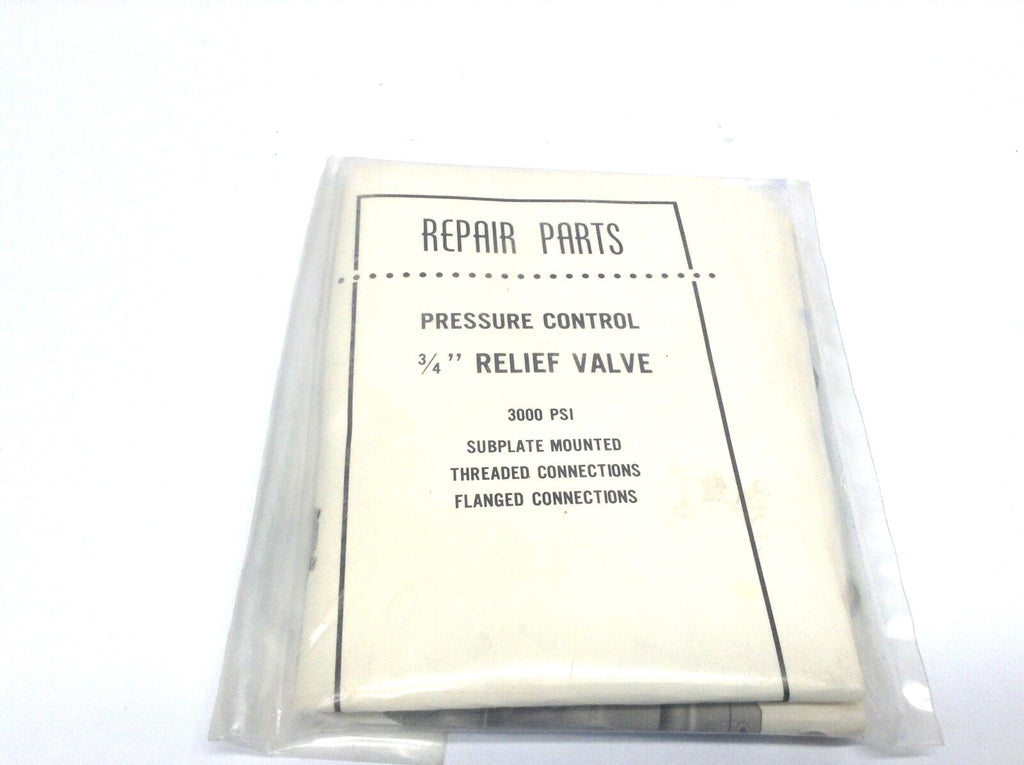 REPAIR PARTS
PRESSURE CONTROL
3/4" RELIEF VALVE
3000 PSI
SUBPLATE MOUNTED
THREADED CONNECTIONS
FLANGED CONNECTIONS